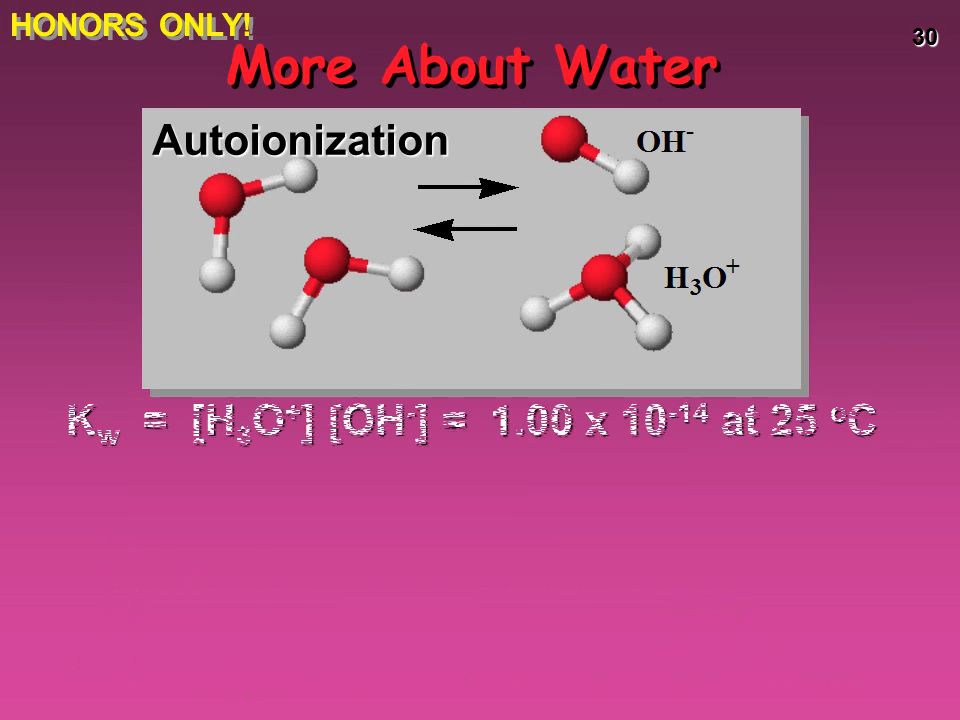 HONORS ONLY!
30
More About Water
Autoionization
OH⁻
H₃O⁺
Kw = [H₃O⁺] [OH⁻] = 1.00 x 10⁻¹⁴ at 25 °C